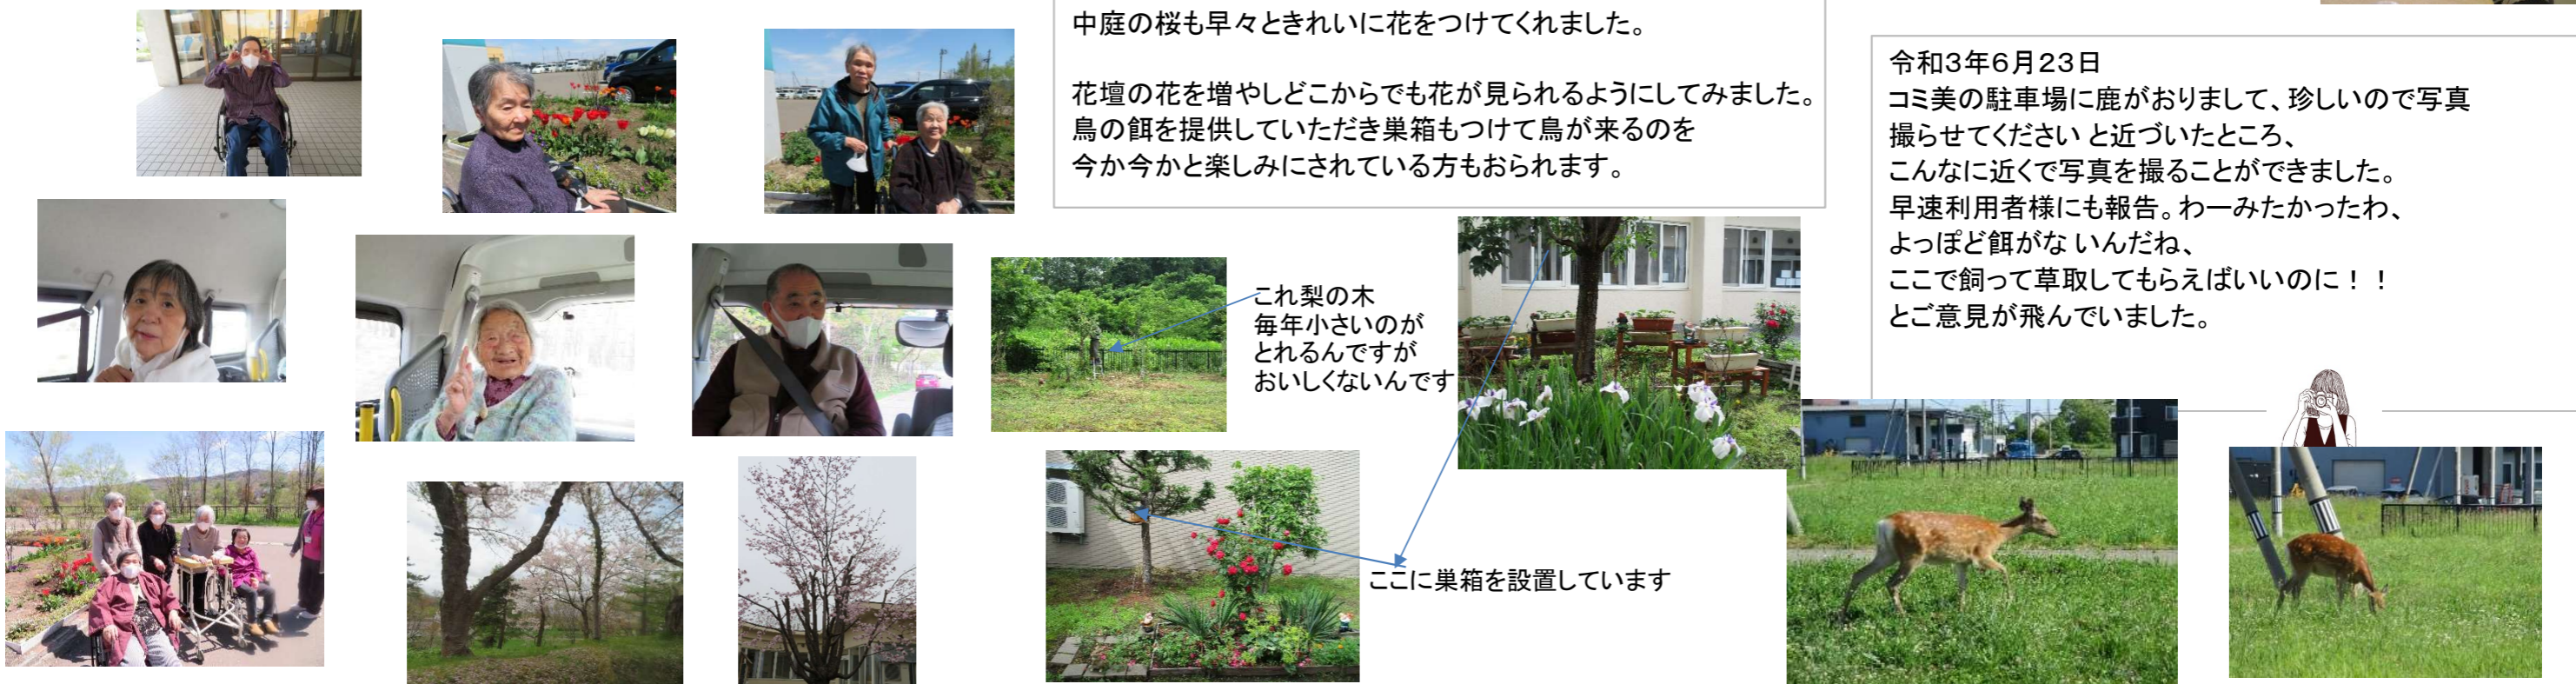 中庭の桜も早々ときれいに花をつけてくれました。
花壇の花を増やしどこからでも花が見られるようにしてみました。
鳥の餌を提供していただき巣箱もつけて鳥が来るのを
今か今かと楽しみにされている方もおられます。
令和3年6月23日
コミ美の駐車場に鹿がおりまして、珍しいので写真
撮らせてください と近づいたところ、
こんなに近くで写真を撮ることができました。
早速利用者様にも報告。わーみたかったわ、
よっぽど餌がな いんだね、
ここで飼って草取してもらえばいいのに！！
とご意見が飛んでいました。
これ梨の木
毎年小さいのが
とれるんですが
おいしくないんです
ここに巣箱を設置しています